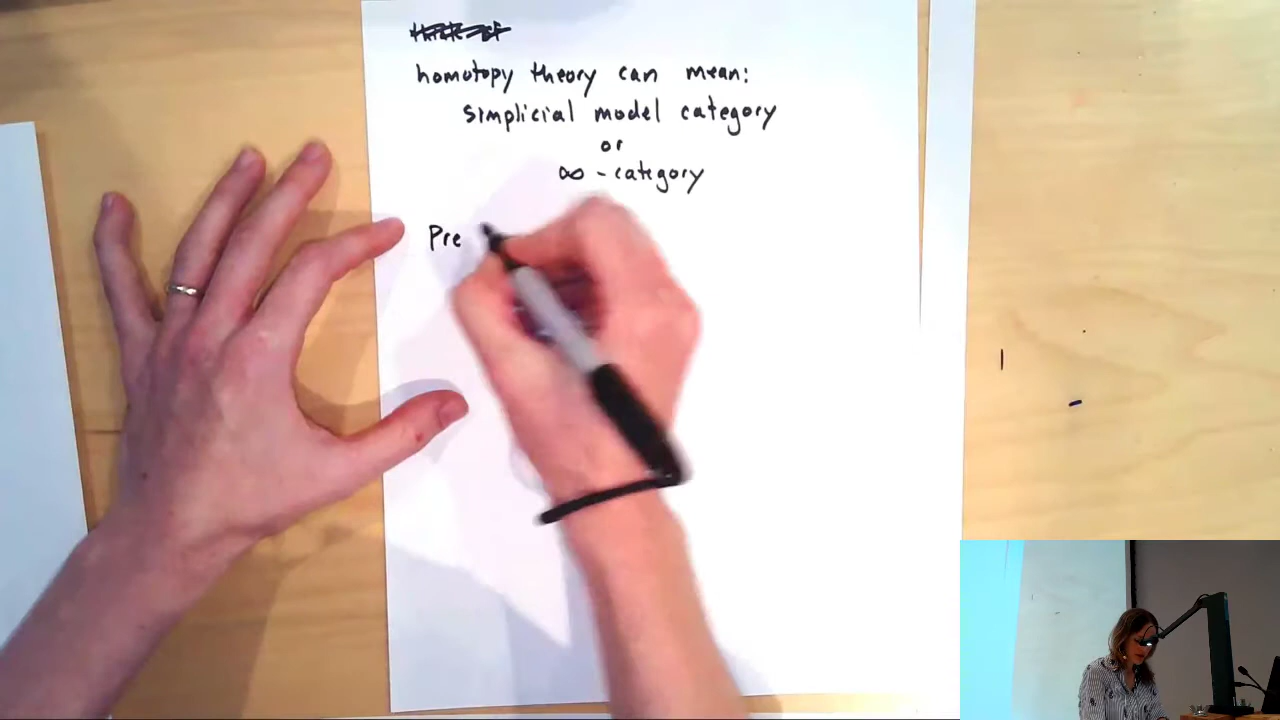 homotopy theory can mean:
simplicial model category
or
∞ - category
Pre